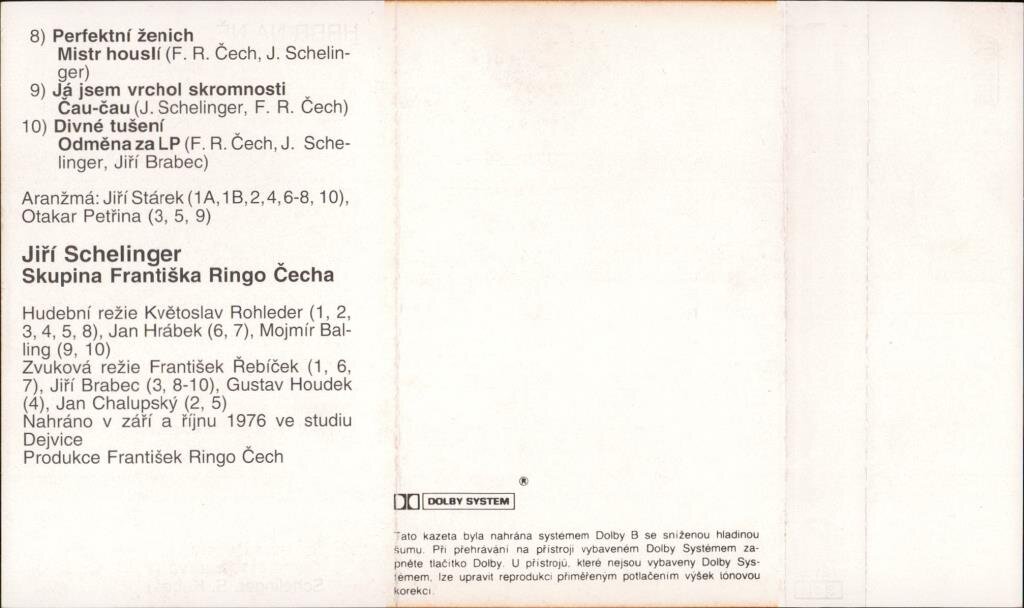 8) Perfektní ženich
Mistr houslí (F. R. Čech, J. Schelin-
ger)
9) Já jsem vrchol skromnosti
Čau-čau (J. Schelinger, F. R. Čech)
10) Divné tušení
Odměna za LP (F. R. Čech, J. Sche-
linger, Jiří Brabec)
Aranžmá: Jiří Stárek (1A, 1B, 2, 4, 6-8, 10),
Otakar Petřina (3, 5, 9)
Jiří Schelinger
Skupina Františka Ringo Čecha
Hudební režie Květoslav Rohleder (1, 2,
3, 4, 5, 8), Jan Hrábek (6, 7), Mojmír Bal-
ling (9, 10)
Zvuková režie František Řebíček (1, 6,
7), Jiří Brabec (3, 8-10), Gustav Houdek
(4), Jan Chalupský (2, 5)
Nahráno v září a říjnu 1976 ve studiu
Dejvice
Produkce František Ringo Čech
®
DOLBY SYSTEM
Tato kazeta byla nahrána systémem Dolby B se sníženou hladinou
šumu. Při přehrávání na přístroji vybaveném Dolby Systémem za-
pněte tlačítko Dolby. U přístrojů, které nejsou vybaveny Dolby Sys-
témem, lze upravit reprodukci přiměřeným potlačením výšek tónovou
korekcí.